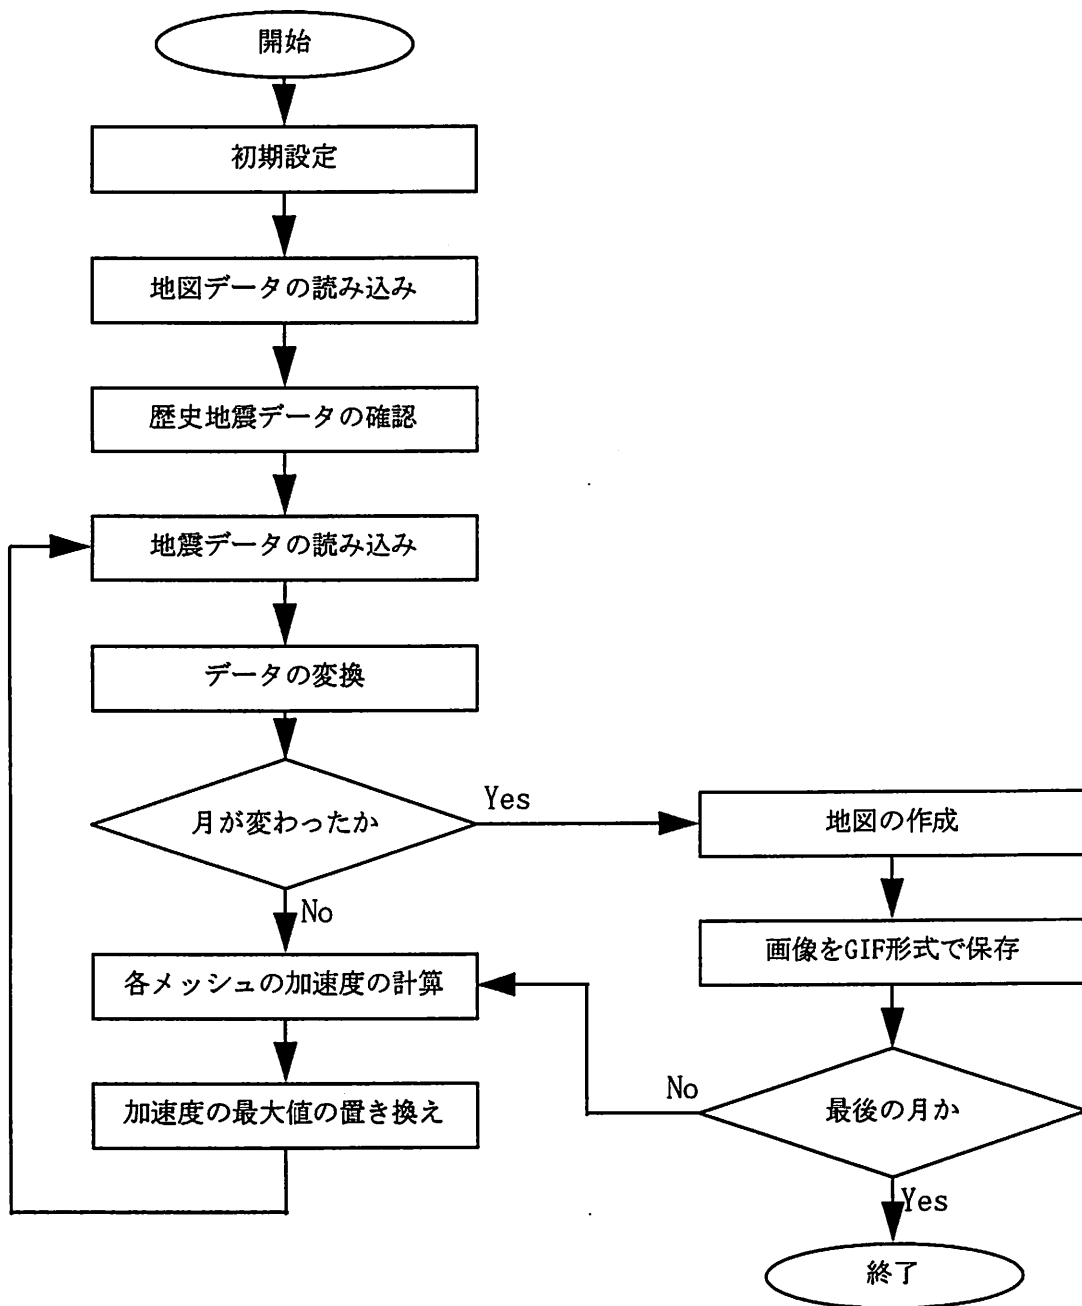 開始
初期設定
地図データの読み込み
歴史地震データの確認
地震データの読み込み
データの変換
月が変わったか
Yes
No
地図の作成
画像をGIF形式で保存
各メッシュの加速度の計算
加速度の最大値の置き換え
No
最後の月か
Yes
終了